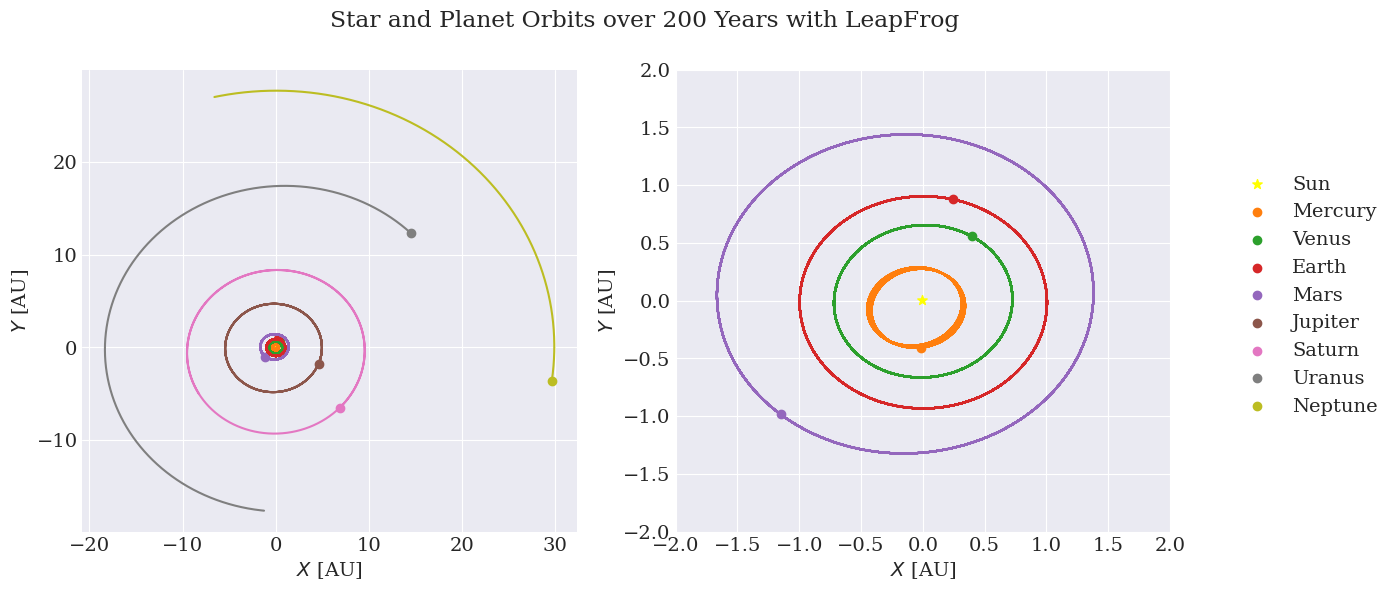 Star and Planet Orbits over 200 Years with LeapFrog
20
10
0
−10
Y [AU]
−20
−10
0
10
20
30
X [AU]
2.0
1.5
1.0
0.5
0.0
−0.5
−1.0
−1.5
−2.0
Y [AU]
−2.0
−1.5
−1.0
−0.5
0.0
0.5
1.0
1.5
2.0
X [AU]
Sun
Mercury
Venus
Earth
Mars
Jupiter
Saturn
Uranus
Neptune